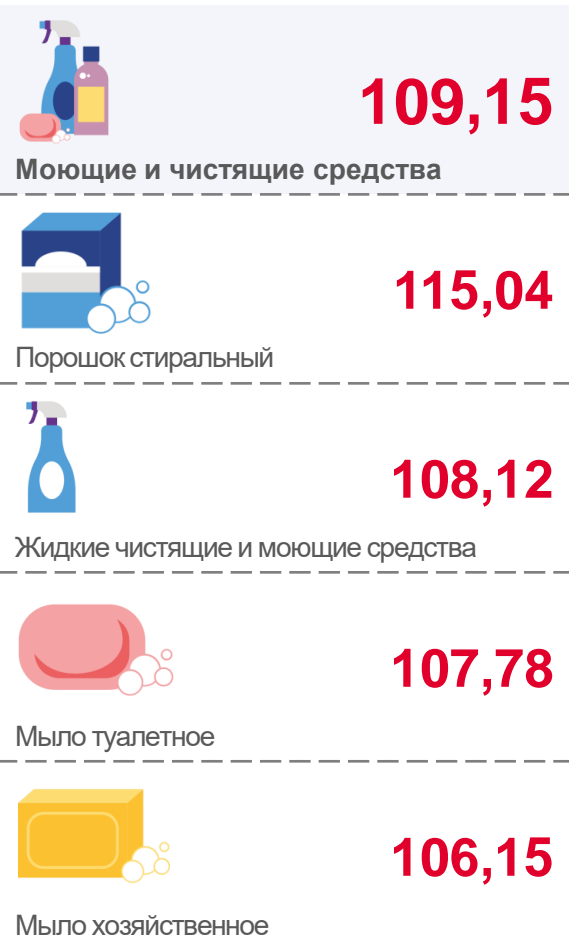 109,15
Моющие и чистящие средства
115,04
Порошок стиральный
108,12
Жидкие чистящие и моющие средства
107,78
Мыло туалетное
106,15
Мыло хозяйственное